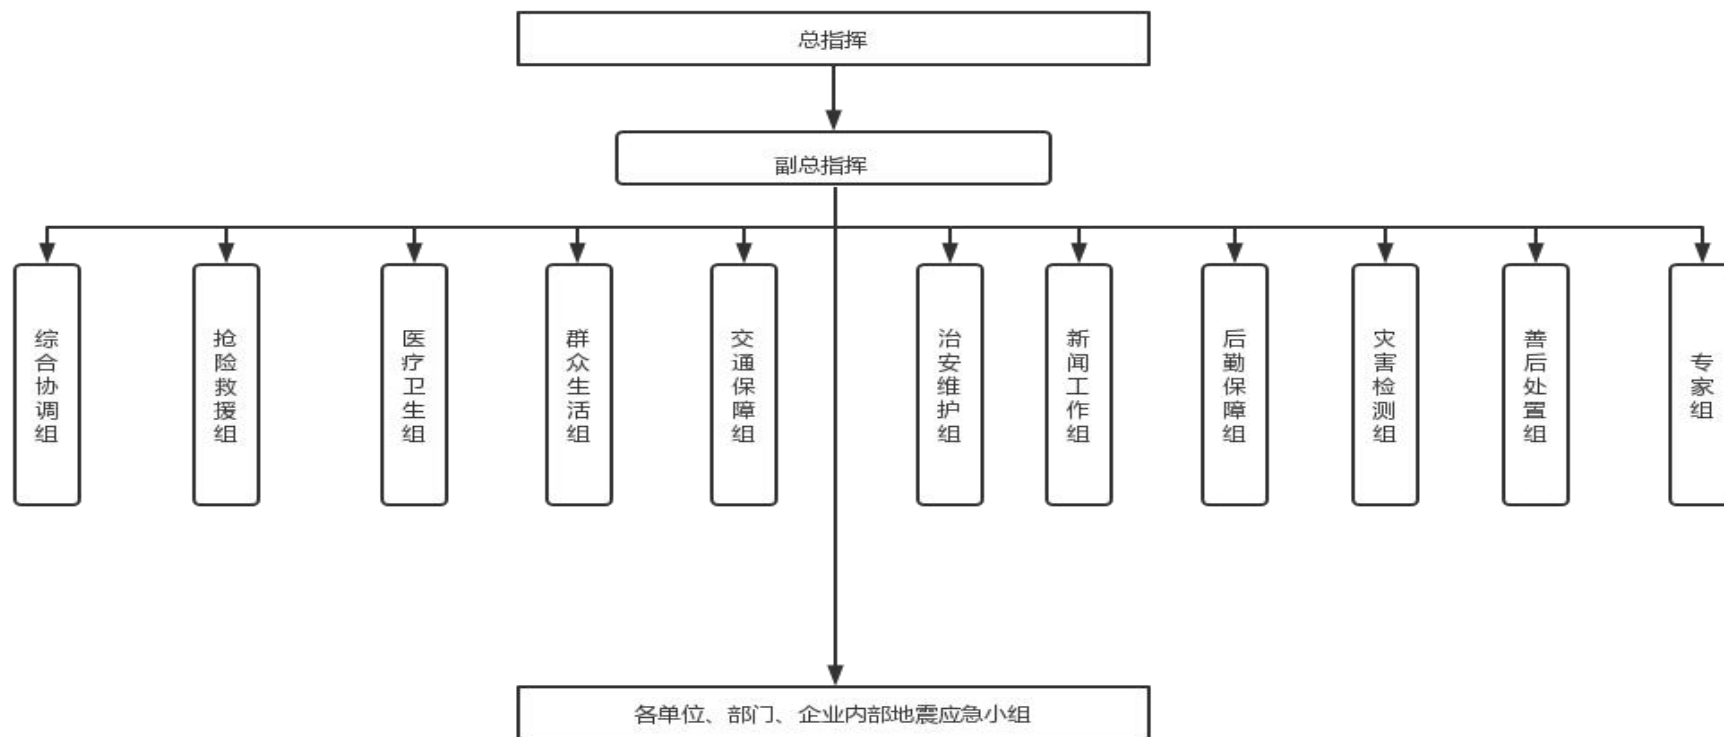 总指挥
副总指挥
综合协调组
抢险救援组
医疗卫生组
群众生活组
交通保障组
治安维护组
新闻工作组
后勤保障组
灾害检测组
善后处置组
专家组
各单位、部门、企业内部地震应急小组